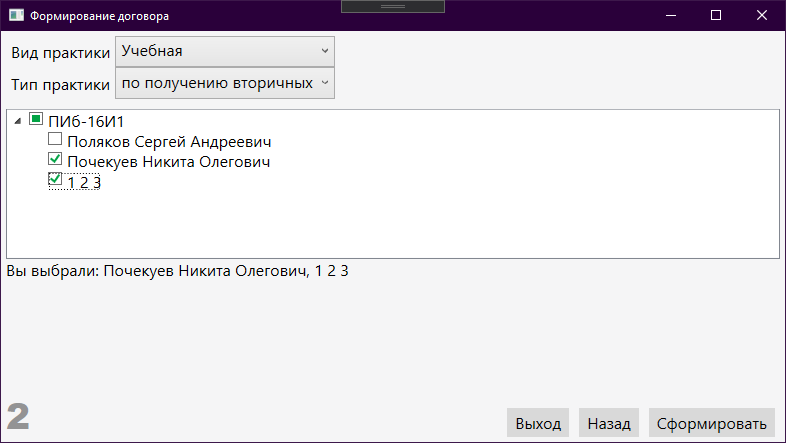 Формирование договора
Вид практики Учебная
Тип практики по получению вторичных
ПИб-16И1
Поляков Сергей Андреевич
Почекуев Никита Олегович
1 2 3
Вы выбрали: Почекуев Никита Олегович, 1 2 3
2
Выход Назад Сформировать